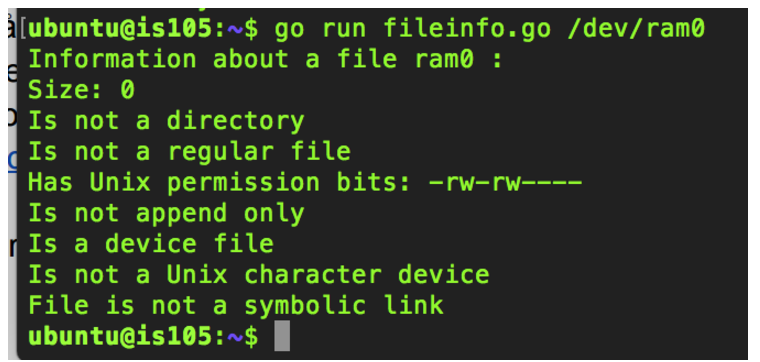 [ubuntu@is105:~$ go run fileinfo.go /dev/ram0
Information about a file ram0 :
Size: 0
Is not a directory
Is not a regular file
Has Unix permission bits: -rw-rw----
Is not append only
Is a device file
Is not a Unix character device
File is not a symbolic link
ubuntu@is105:~$